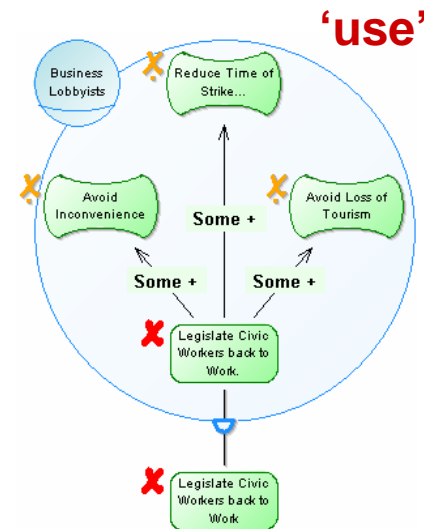 ‘use’
Business
Lobbyists
Reduce Time of
Strike...
Avoid
Inconvenience
Avoid Loss of
Tourism
Some +
Some +
Some +
Legislate Civic
Workers back to
Work.
Legislate Civic
Workers back to
Work